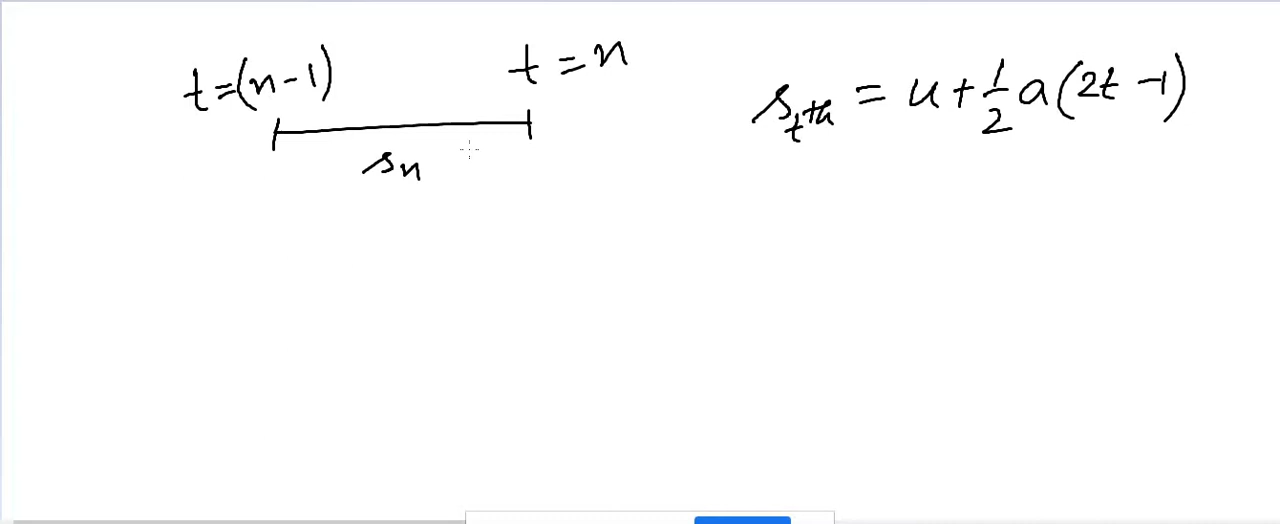 t=(n-1) t=n
s_tth = u+1/2 a(2t-1)
s_n